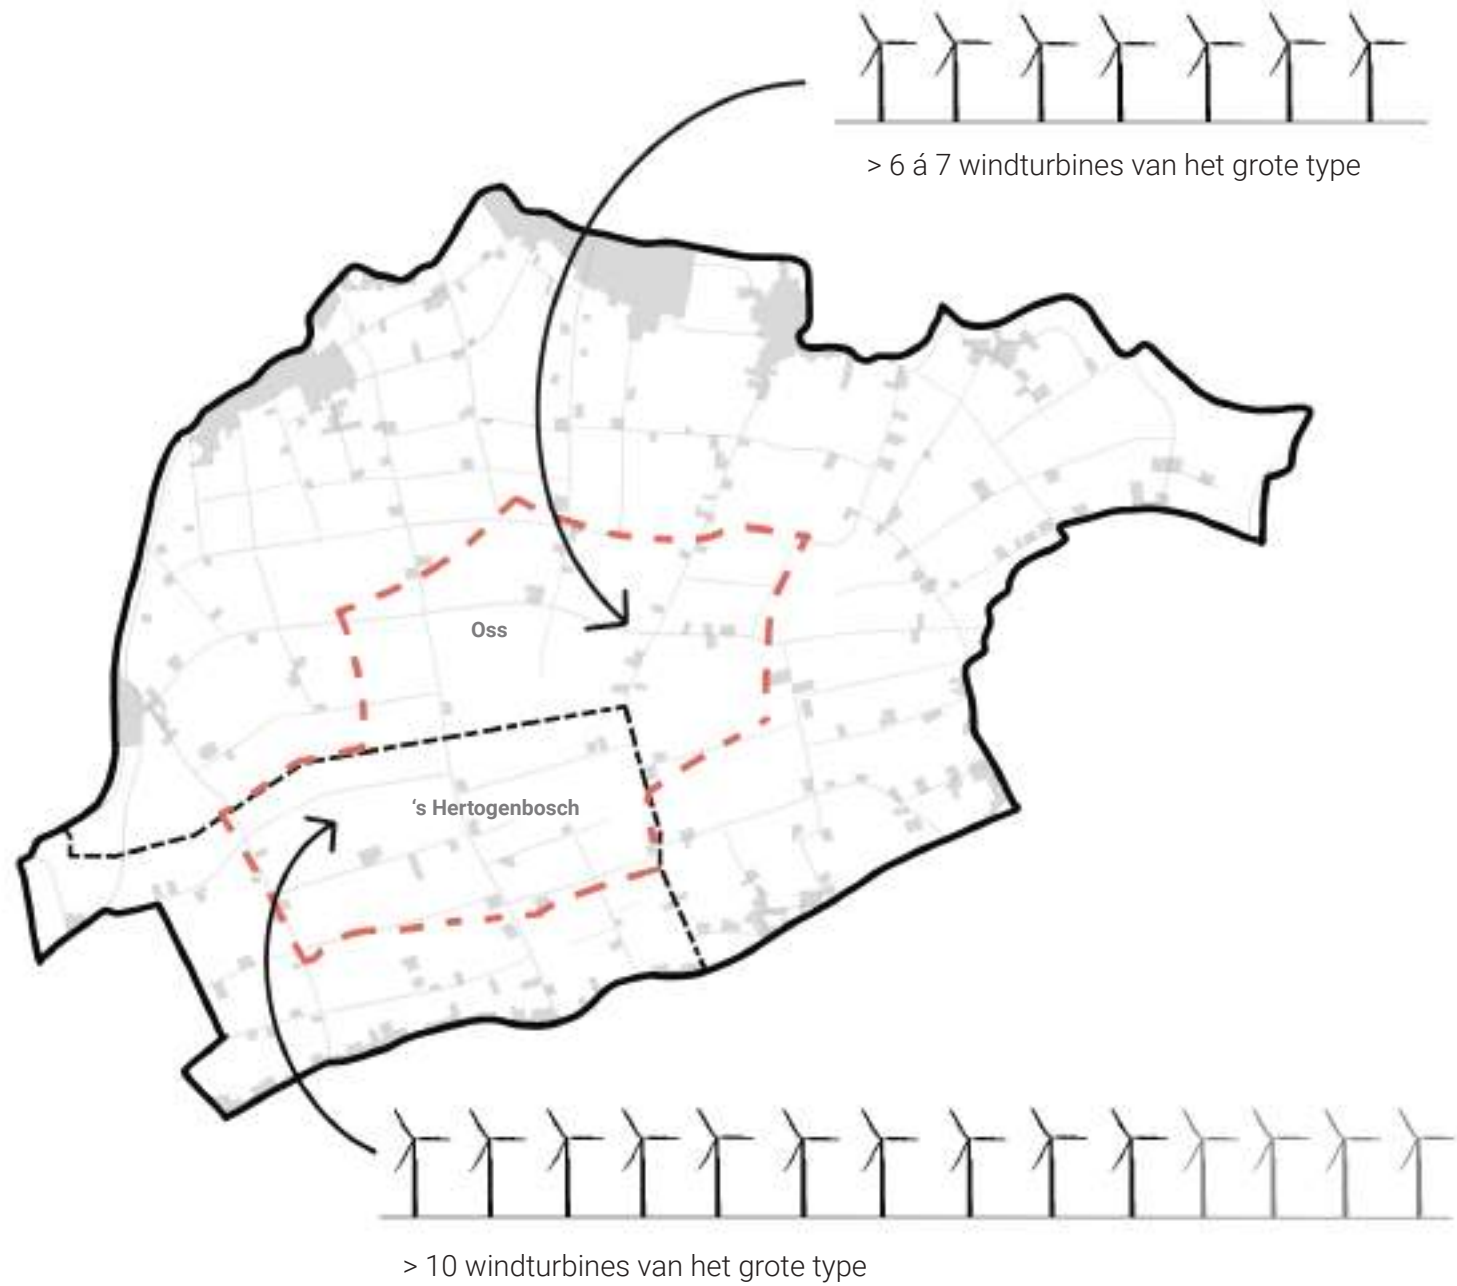 > 6 á 7 windturbines van het grote type
Oss
‘s Hertogenbosch
> 10 windturbines van het grote type